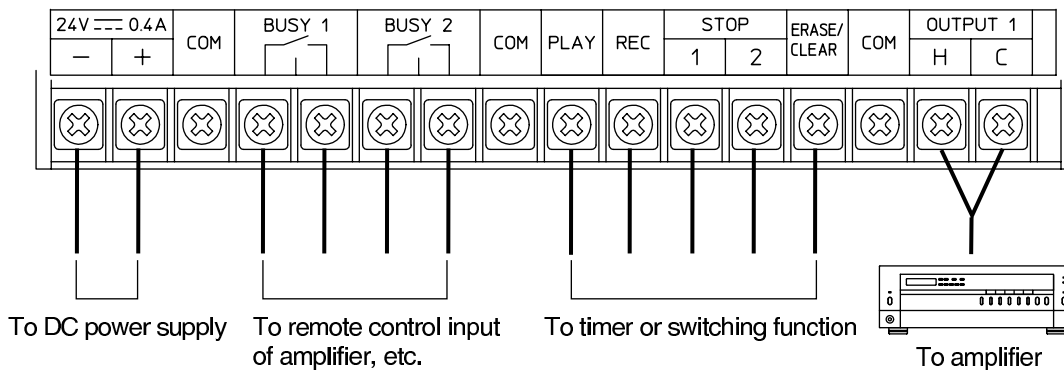 24V ⎓ 0.4A
− +
COM
BUSY 1
BUSY 2
COM
PLAY
REC
STOP
1 2
ERASE/
CLEAR
COM
OUTPUT 1
H C
To DC power supply
To remote control input
of amplifier, etc.
To timer or switching function
To amplifier